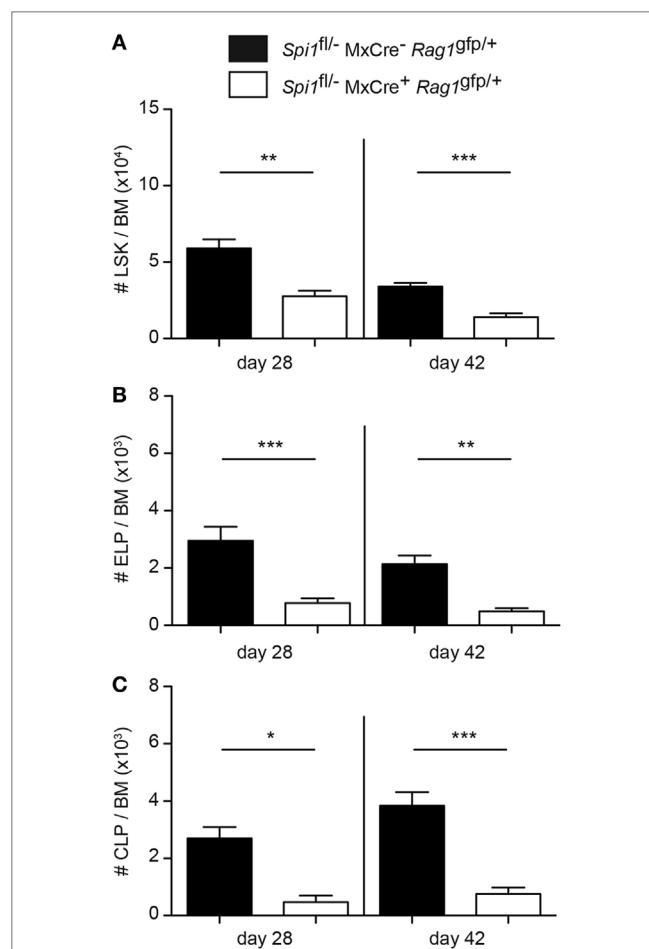 A
Spi1fl/- MxCre- Rag1gfp/+
Spi1fl/- MxCre+ Rag1gfp/+
# LSK / BM (x10⁴)
15
10
5
0
**
***
day 28
day 42
B
# ELP / BM (x10³)
8
6
4
2
0
***
**
day 28
day 42
C
# CLP / BM (x10³)
8
6
4
2
0
*
***
day 28
day 42